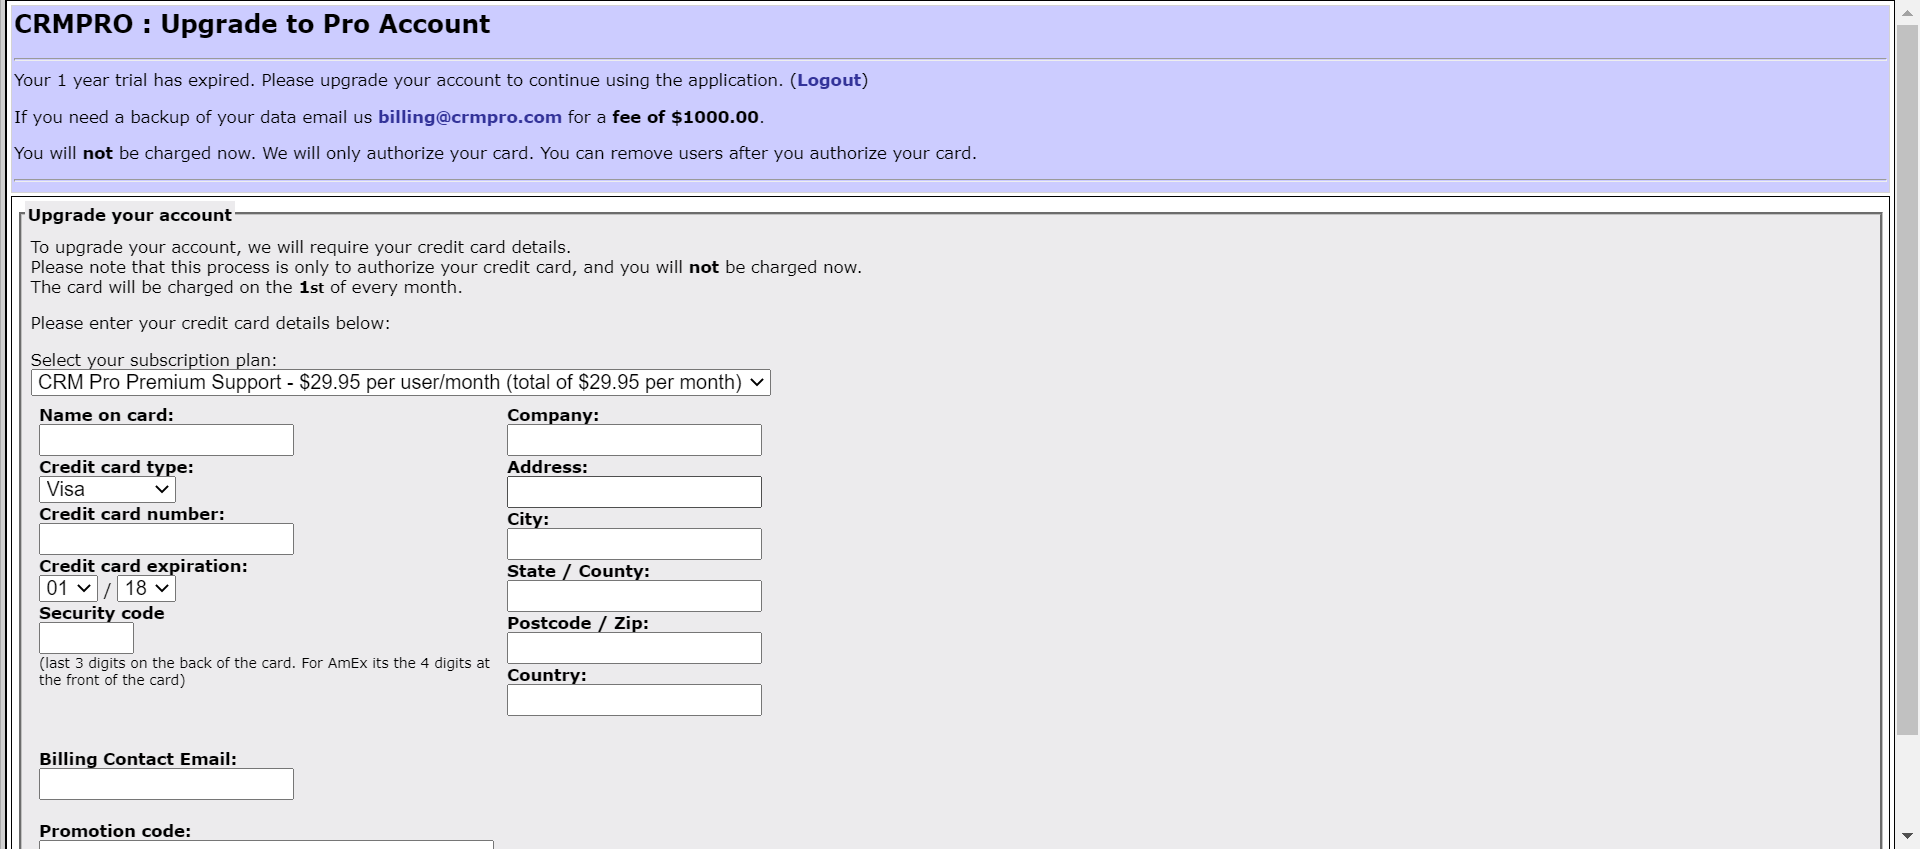 CRMPRO : Upgrade to Pro Account
Your 1 year trial has expired. Please upgrade your account to continue using the application. (Logout)
If you need a backup of your data email us billing@crmpro.com for a fee of $1000.00.
You will not be charged now. We will only authorize your card. You can remove users after you authorize your card.
Upgrade your account
To upgrade your account, we will require your credit card details.
Please note that this process is only to authorize your credit card, and you will not be charged now.
The card will be charged on the 1st of every month.
Please enter your credit card details below:
Select your subscription plan:
CRM Pro Premium Support - $29.95 per user/month (total of $29.95 per month)
Name on card:
Credit card type:
Visa
Credit card number:
Credit card expiration:
01 / 18
Security code
(last 3 digits on the back of the card. For AmEx its the 4 digits at
the front of the card)
Company:
Address:
City:
State / County:
Postcode / Zip:
Country:
Billing Contact Email:
Promotion code: